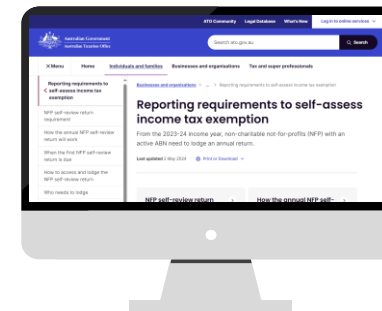 ATO Community Legal Database What's New Log in to online services
Australian Government
Australian Taxation Office
Search ato.gov.au
Search
Menu Home Individuals and families Businesses and organisations Tax and super professionals
Reporting requirements to self-assess income tax exemption
NFP self-review return requirement
How the annual NFP self-review return will work
When the first NFP self-review return is due
How to access and lodge the NFP self-review return
Who needs to lodge
Businesses and organisations > ... > Reporting requirements to self-assess income tax exemption
Reporting requirements to self-assess
income tax exemption
From the 2023-24 income year, non-charitable not-for-profits (NFP) with an
active ABN need to lodge an annual return.
Last updated 2 May 2024 Print or Download
NFP self-review return
How the annual NFP self-